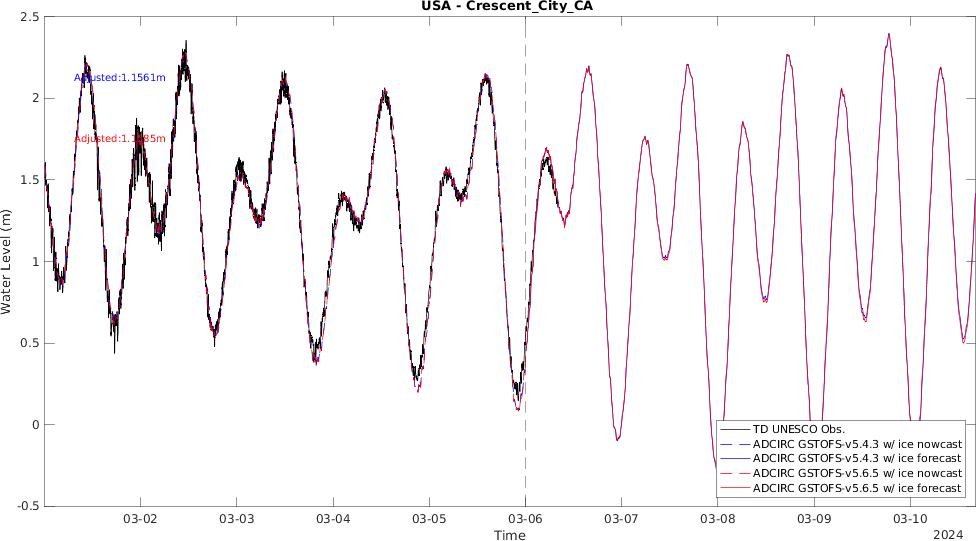 USA - Crescent_City_CA
2.5
2
1.5
1
0.5
0
-0.5
Water Level (m)
Adjusted:1.1561m
TD UNESCO Obs.
ADCIRC GSTOFS-v5.4.3 w/ ice nowcast
ADCIRC GSTOFS-v5.4.3 w/ ice forecast
ADCIRC GSTOFS-v5.6.5 w/ ice nowcast
ADCIRC GSTOFS-v5.6.5 w/ ice forecast
03-02 03-03 03-04 03-05 03-06 03-07 03-08 03-09 03-10
Time
2024